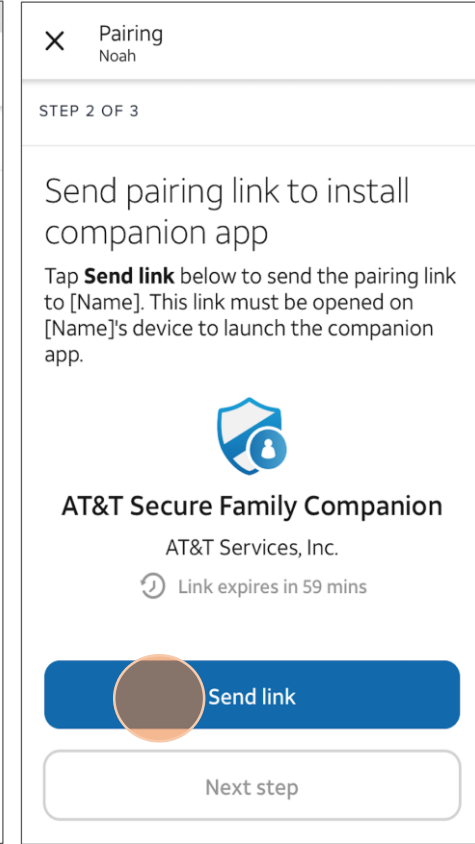 Pairing
Noah
STEP 2 OF 3
Send pairing link to install
companion app
Tap Send link below to send the pairing link
to [Name]. This link must be opened on
[Name]'s device to launch the companion
app.
AT&T Secure Family Companion
AT&T Services, Inc.
Link expires in 59 mins
Send link
Next step